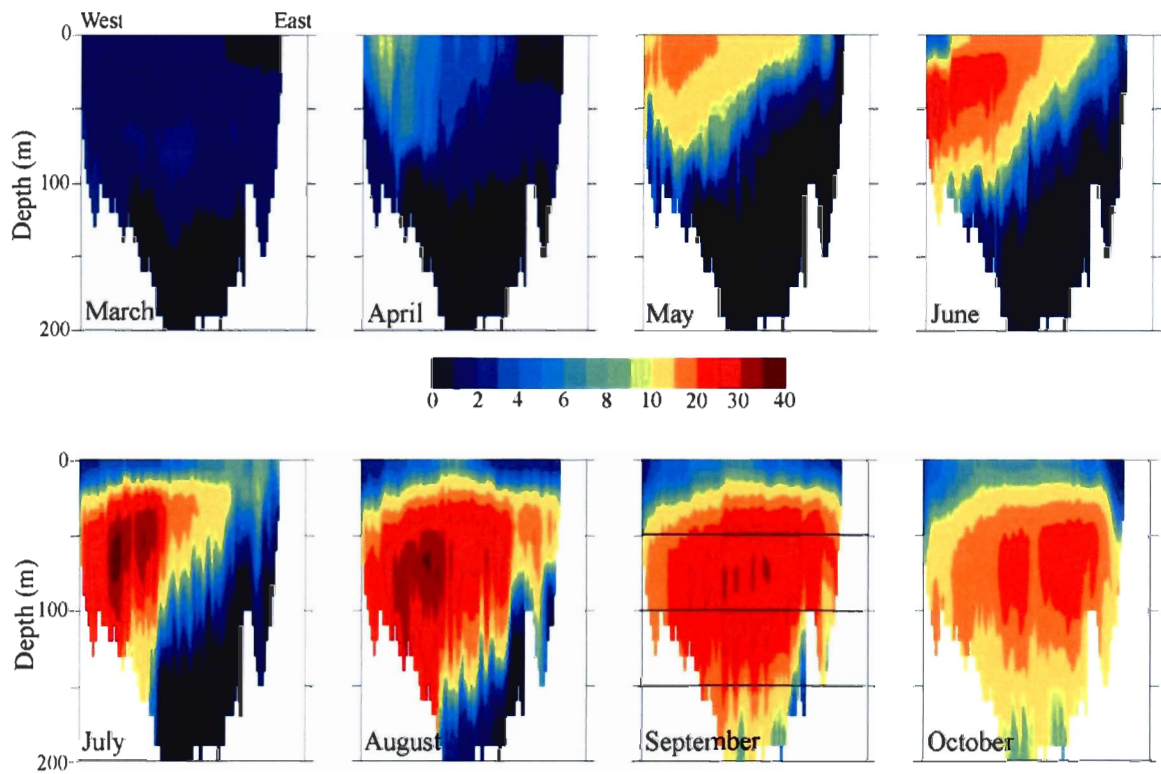 West East
0
100
200
Depth (m)
March
April
May
June
0 2 4 6 8 10 20 30 40
0
100
200
Depth (m)
July
August
September
October